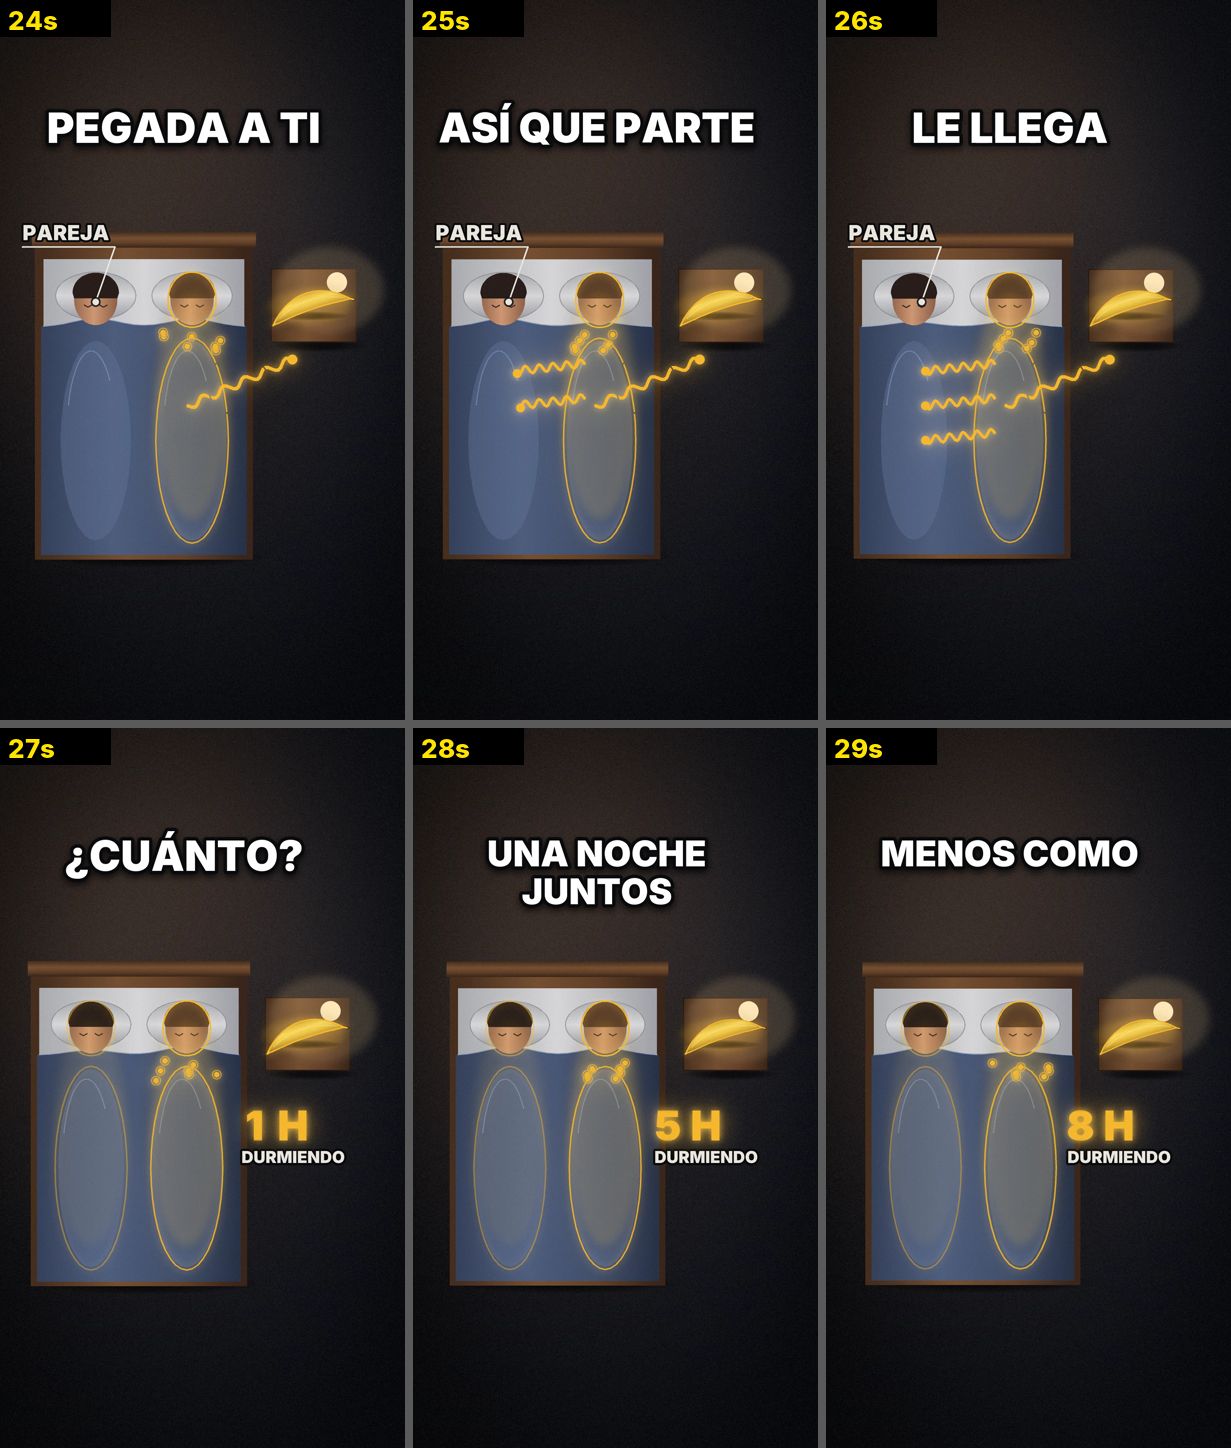 24s
PEGADA A TI
PAREJA
25s
ASÍ QUE PARTE
PAREJA
26s
LE LLEGA
PAREJA
27s
¿CUÁNTO?
1 H
DURMIENDO
28s
UNA NOCHE
JUNTOS
5 H
DURMIENDO
29s
MENOS COMO
8 H
DURMIENDO